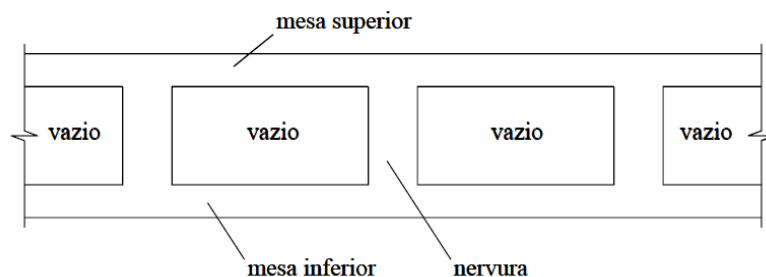 mesa superior
vazio
vazio
vazio
vazio
mesa inferior
nervura